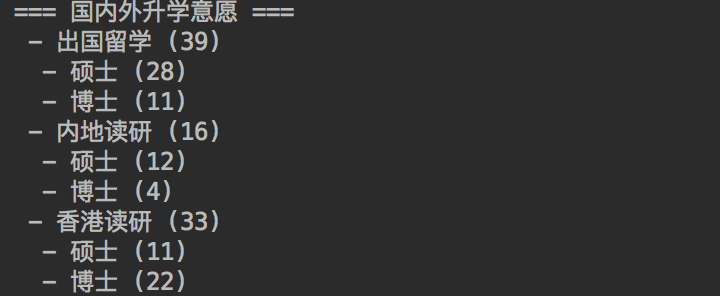 === 国内外升学意愿 ===
– 出国留学 (39)
– 硕士 (28)
– 博士 (11)
– 内地读研 (16)
– 硕士 (12)
– 博士 (4)
– 香港读研 (33)
– 硕士 (11)
– 博士 (22)